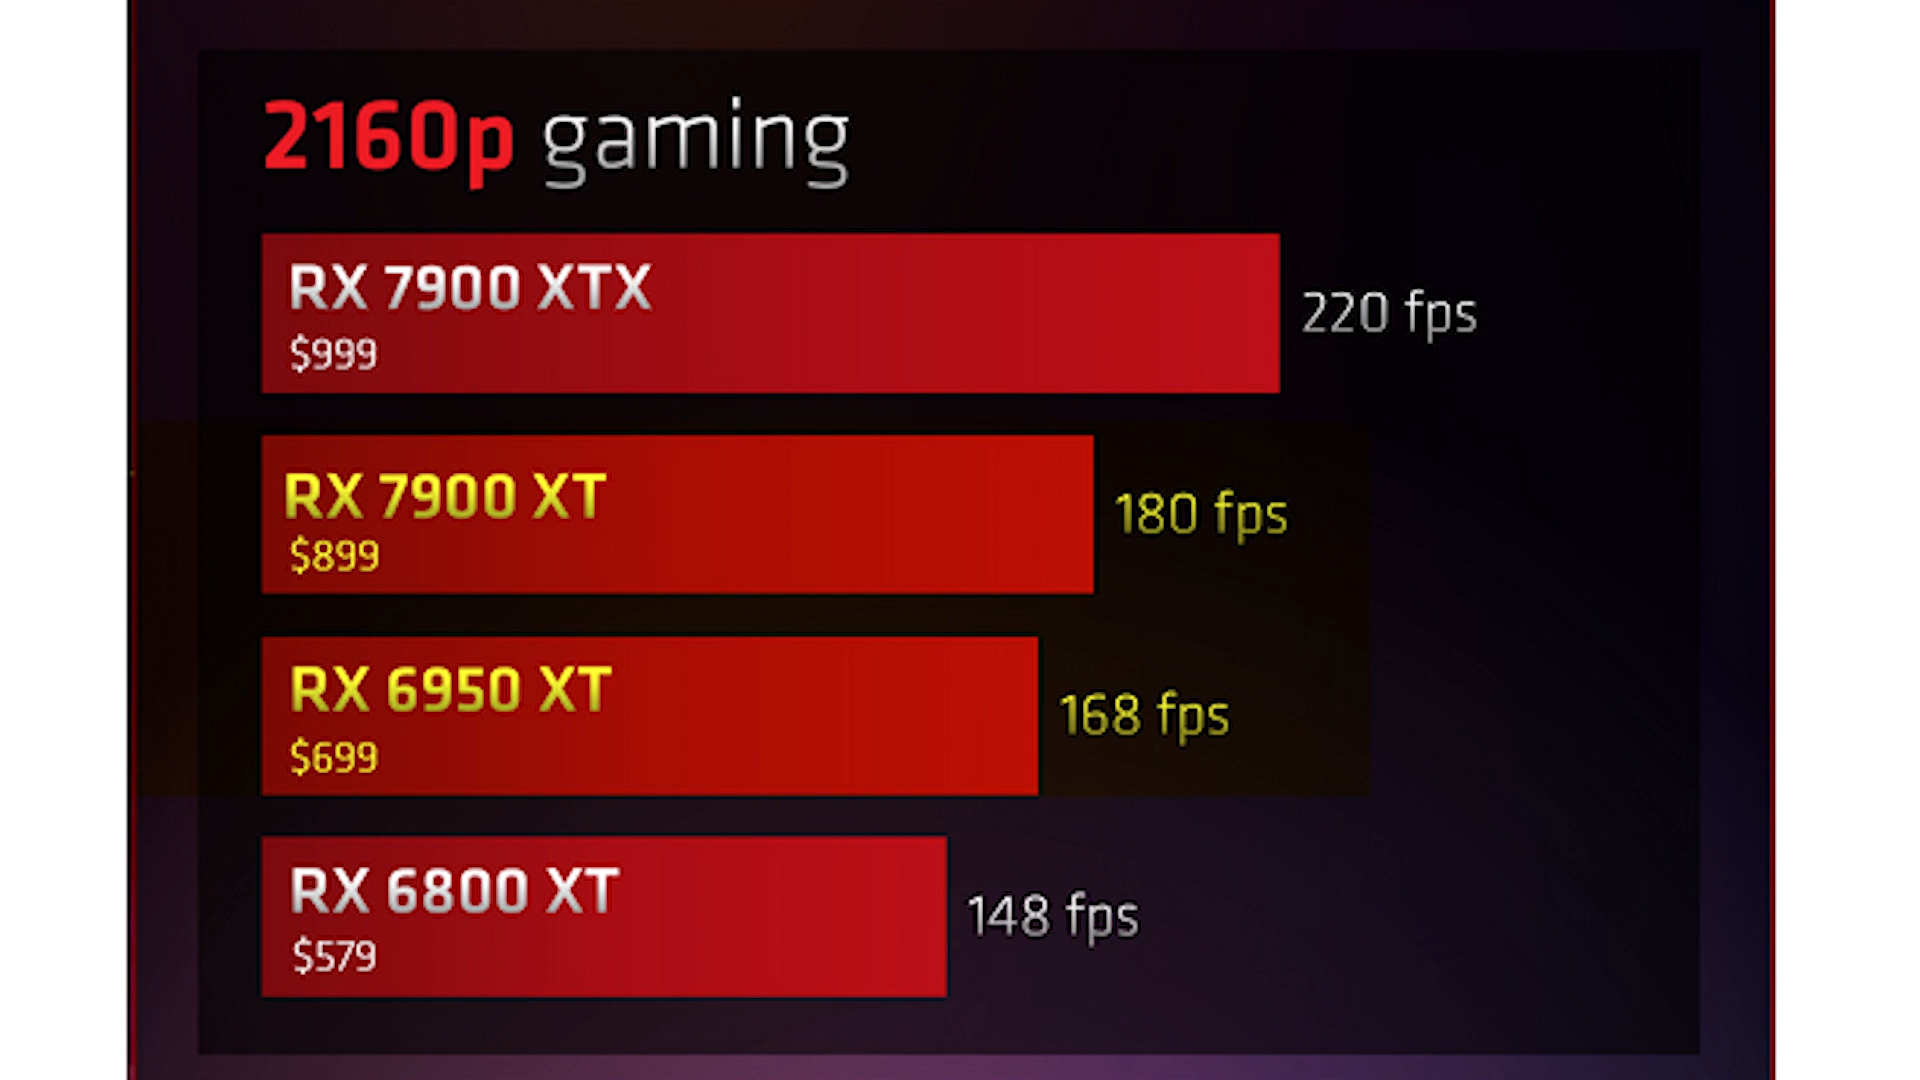 2160p gaming
RX 7900 XTX
$999
220 fps
RX 7900 XT
$899
180 fps
RX 6950 XT
$699
168 fps
RX 6800 XT
$579
148 fps